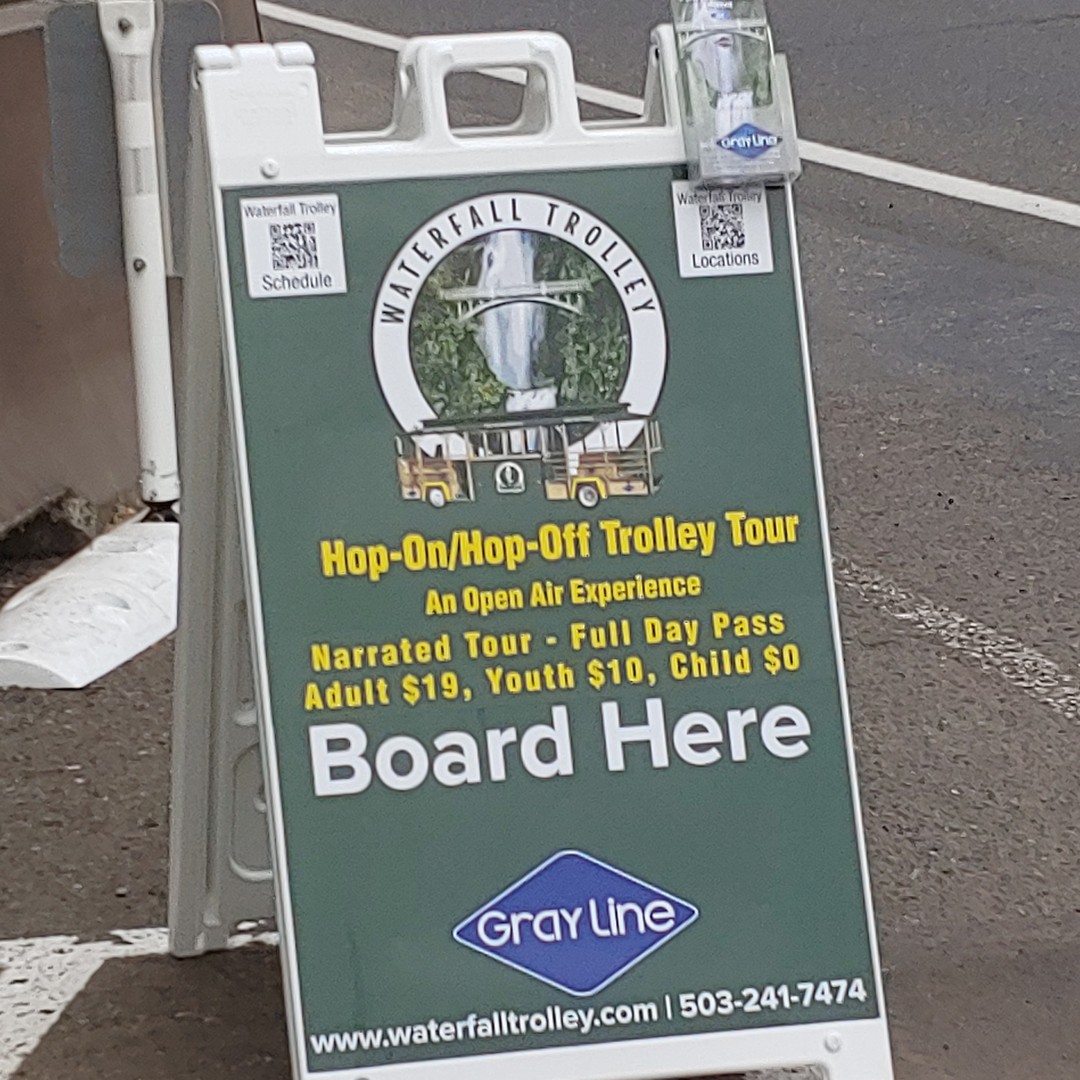 Gray Line
Waterfall Trolley
Schedule
WATERFALL TROLLEY
Waterfall Trolley
Locations
Hop-On/Hop-Off Trolley Tour
An Open Air Experience
Narrated Tour - Full Day Pass
Adult $19, Youth $10, Child $0
Board Here
Gray Line
www.waterfalltrolley.com | 503-241-7474